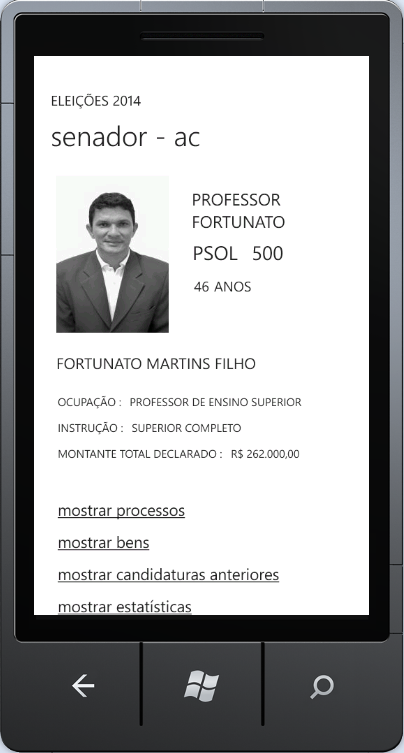 ELEIÇÕES 2014
senador - ac
PROFESSOR
FORTUNATO
PSOL 500
46 ANOS
FORTUNATO MARTINS FILHO
OCUPAÇÃO : PROFESSOR DE ENSINO SUPERIOR
INSTRUÇÃO : SUPERIOR COMPLETO
MONTANTE TOTAL DECLARADO : R$ 262.000,00
mostrar processos
mostrar bens
mostrar candidaturas anteriores
mostrar estatísticas